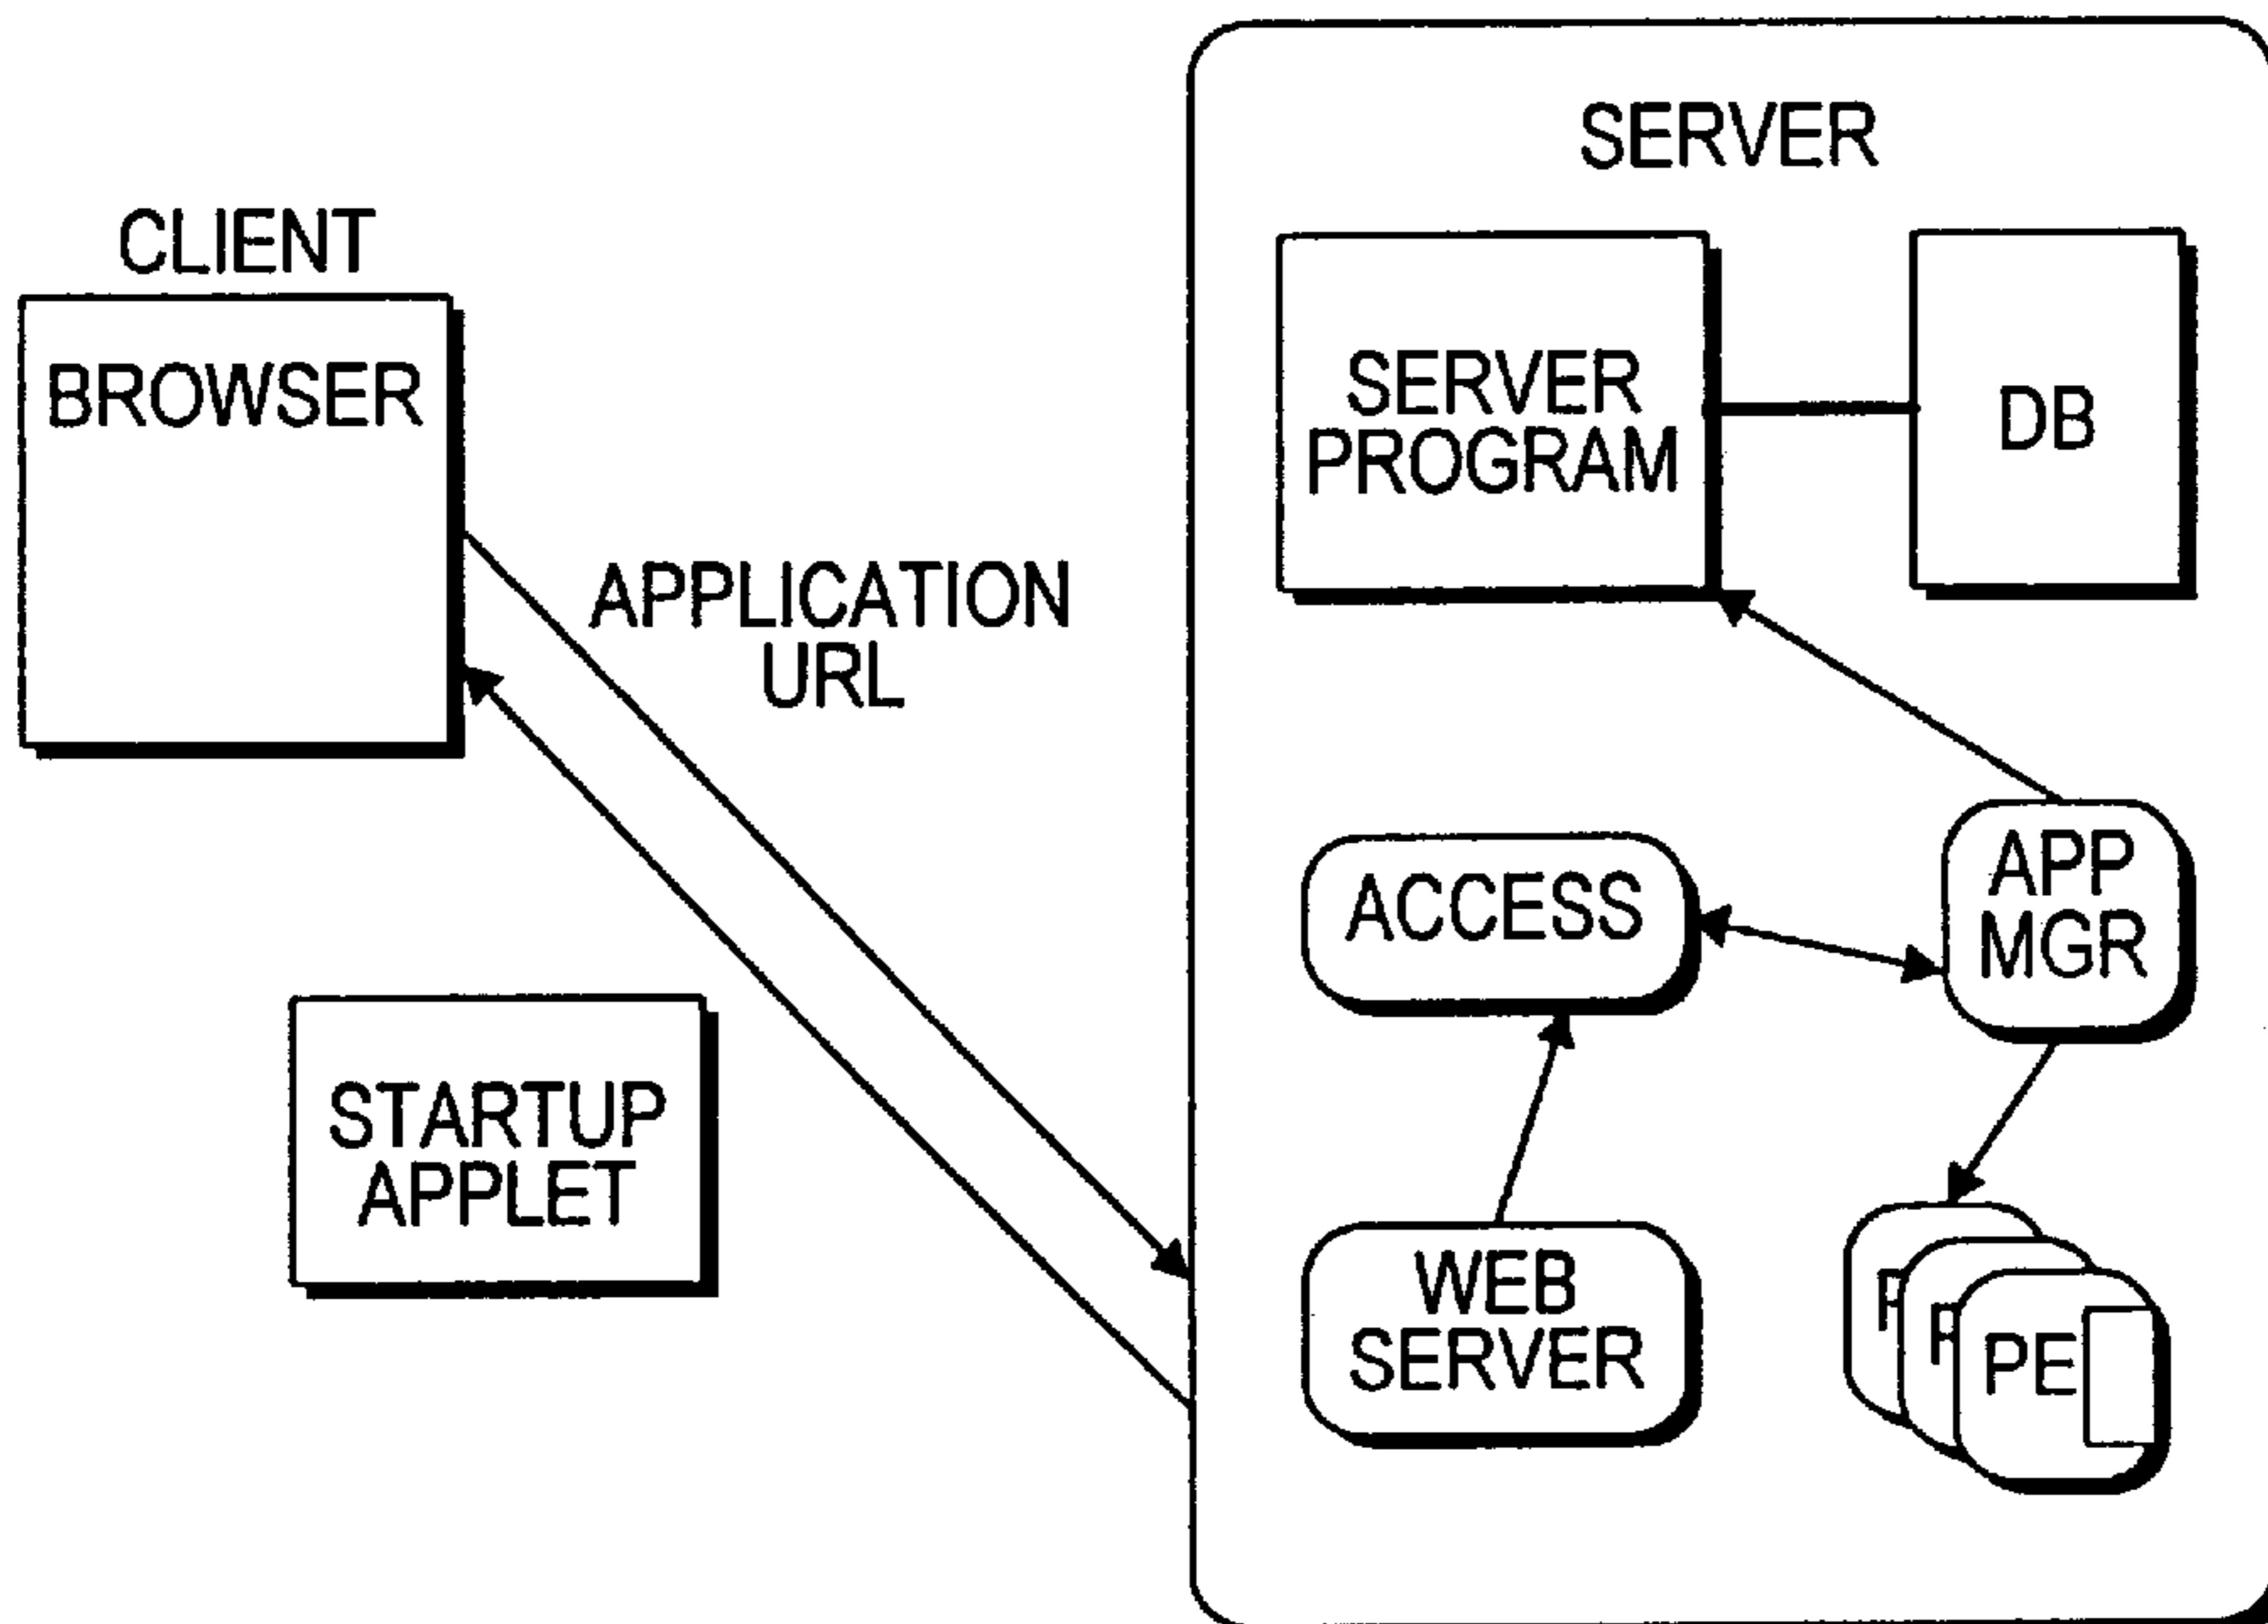 CLIENT
BROWSER
APPLICATION
URL
STARTUP
APPLET
SERVER
SERVER
PROGRAM
DB
ACCESS
APP
MGR
WEB
SERVER
PE